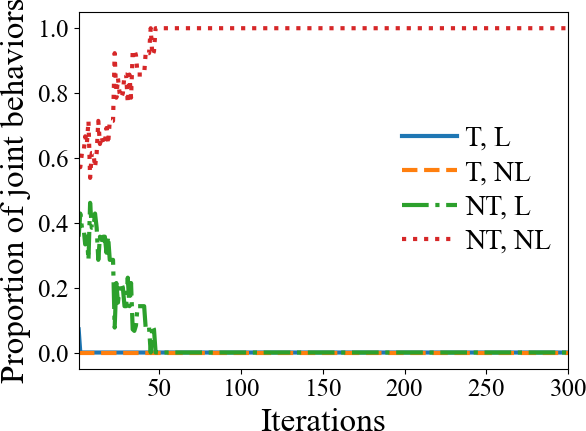 Proportion of joint behaviors
1.0
0.8
0.6
0.4
0.2
0.0
T, L
T, NL
NT, L
NT, NL
50 100 150 200 250 300
Iterations